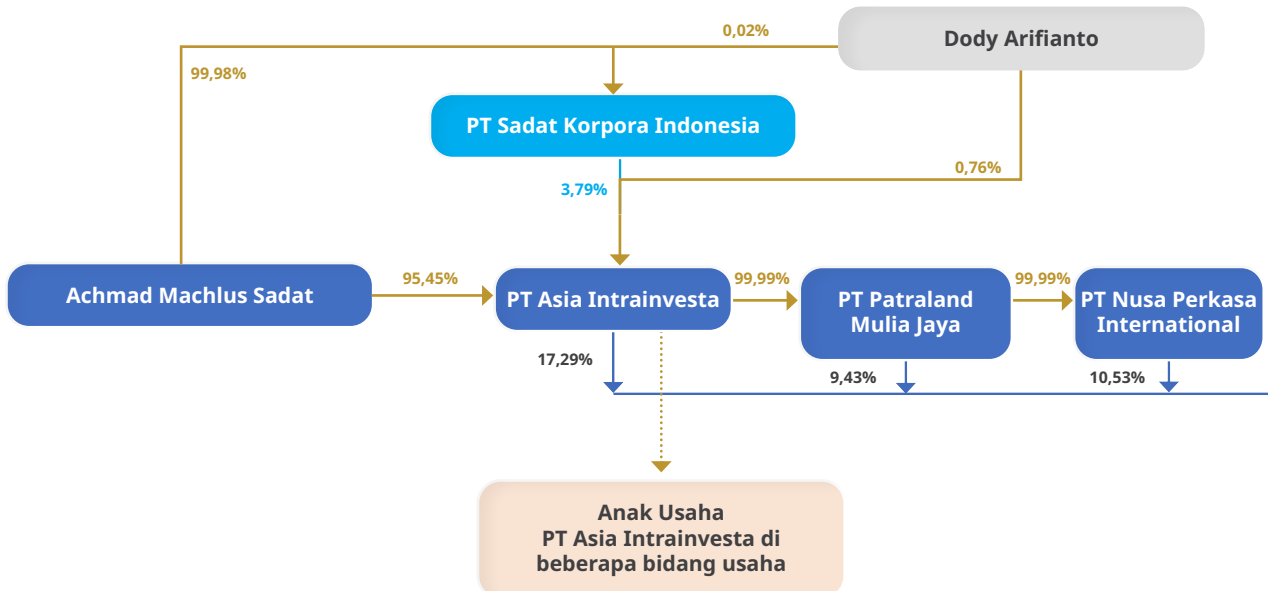 0,02%
Dody Arifianto
99,98%
PT Sadat Korpora Indonesia
0,76%
3,79%
Achmad Machlus Sadat
95,45%
PT Asia Intrainvesta
99,99%
PT Patraland
Mulia Jaya
99,99%
PT Nusa Perkasa
International
17,29%
9,43%
10,53%
Anak Usaha
PT Asia Intrainvesta di
beberapa bidang usaha